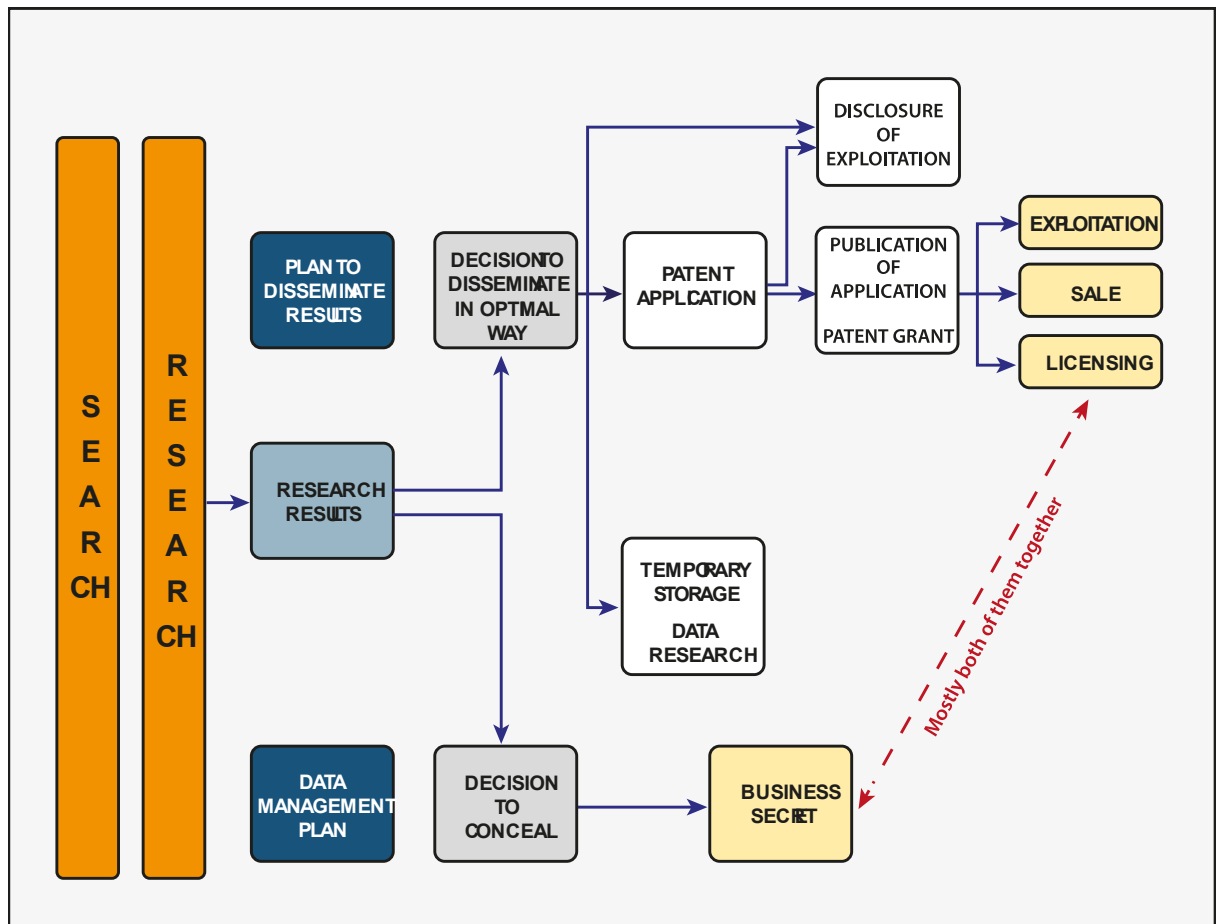 S
E
A
R
CH
R
E
S
E
A
R
CH
PLAN TO
DISSEMINATE
RESULTS
RESEARCH
RESULTS
DATA
MANAGEMENT
PLAN
DECISION TO
DISSEMINATE
IN OPTIMAL
WAY
DECISION
TO
CONCEAL
PATENT
APPLICATION
TEMPORARY
STORAGE
DATA
RESEARCH
BUSINESS
SECRET
DISCLOSURE
OF
EXPLOITATION
PUBLICATION
OF
APPLICATION
PATENT GRANT
EXPLOITATION
SALE
LICENSING
Mostly both of them together